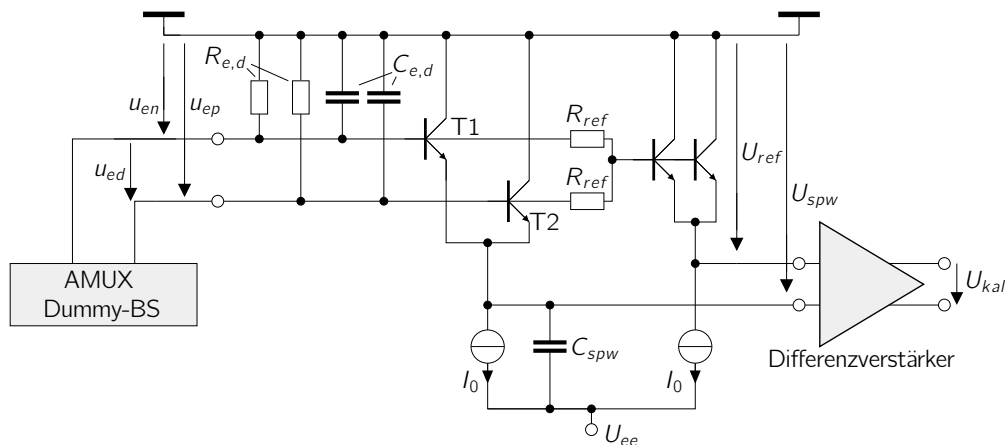 R_{e,d}
C_{e,d}
u_{en}
u_{ep}
T1
R_{ref}
U_{ref}
u_{ed}
R_{ref}
U_{spw}
T2
AMUX
Dummy-BS
U_{kal}
C_{spw}
Differenzverstärker
I_0
I_0
U_{ee}